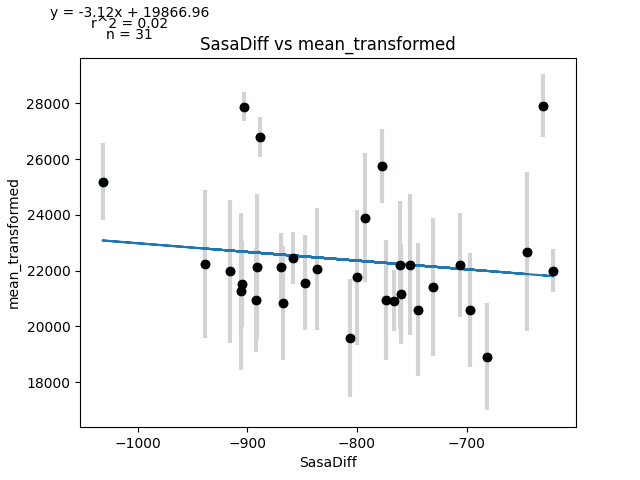 y = -3.12x + 19866.96
r^2 = 0.02
n = 31
SasaDiff vs mean_transformed
28000
26000
24000
22000
20000
18000
mean_transformed
−1000
−900
−800
−700
SasaDiff